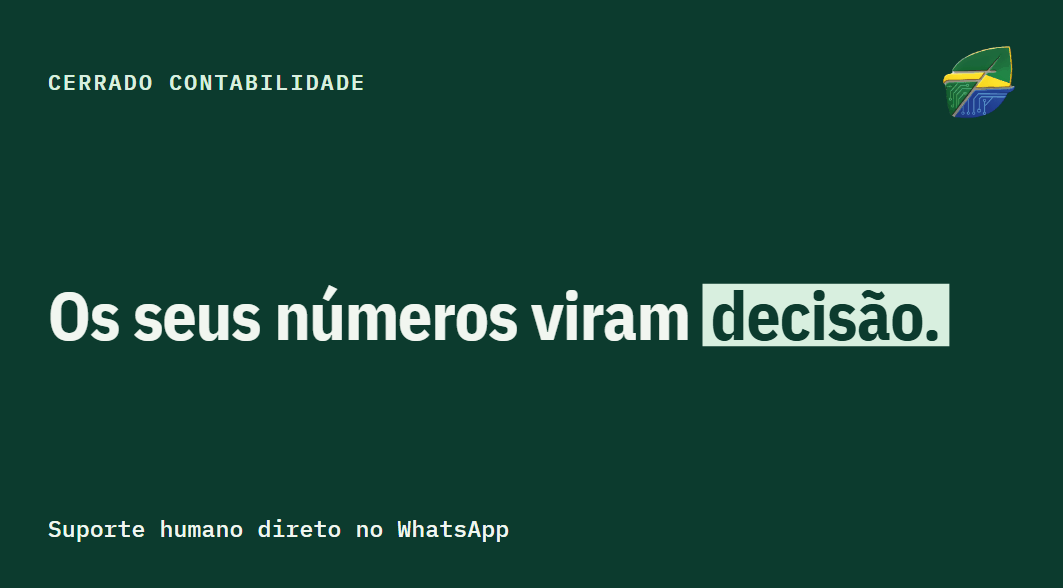 CERRADO CONTABILIDADE
Os seus números viram decisão.
Suporte humano direto no WhatsApp